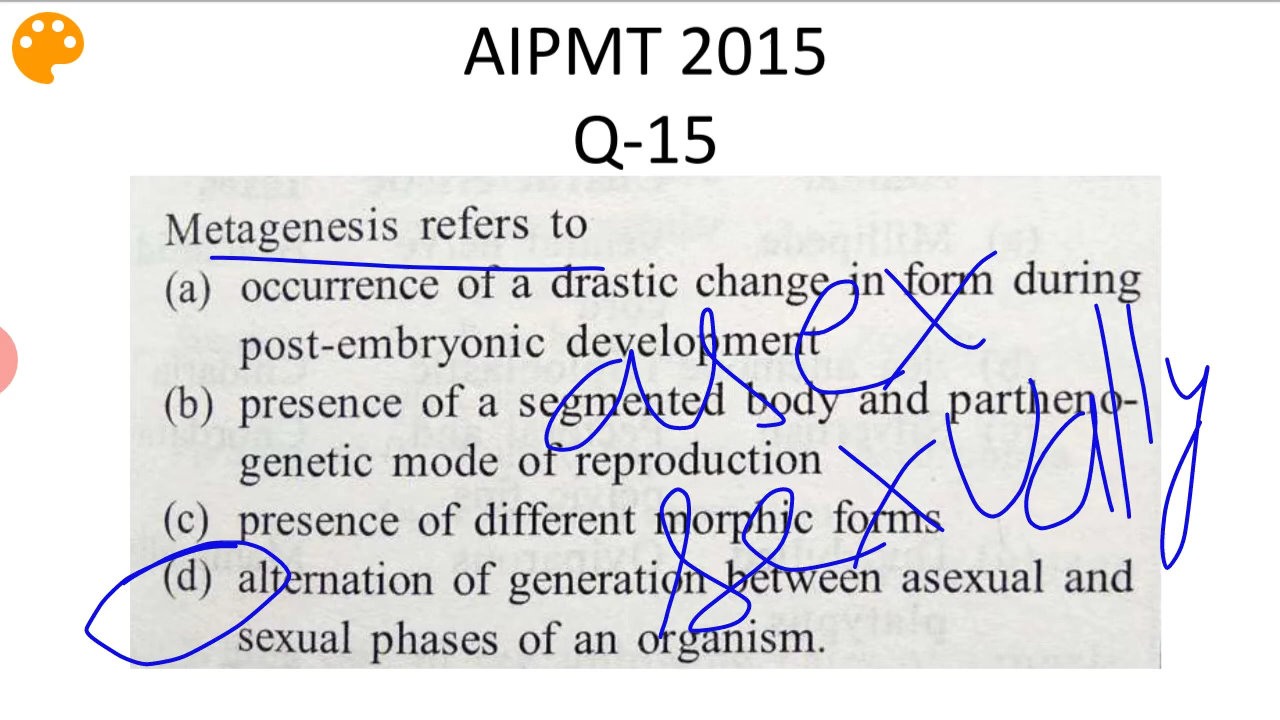 AIPMT 2015
Q-15
Metagenesis refers to
(a) occurrence of a drastic change in form during
post-embryonic development
(b) presence of a segmented body and partheno-
genetic mode of reproduction
(c) presence of different morphic forms
(d) alternation of generation between asexual and
sexual phases of an organism.
asex
sexually